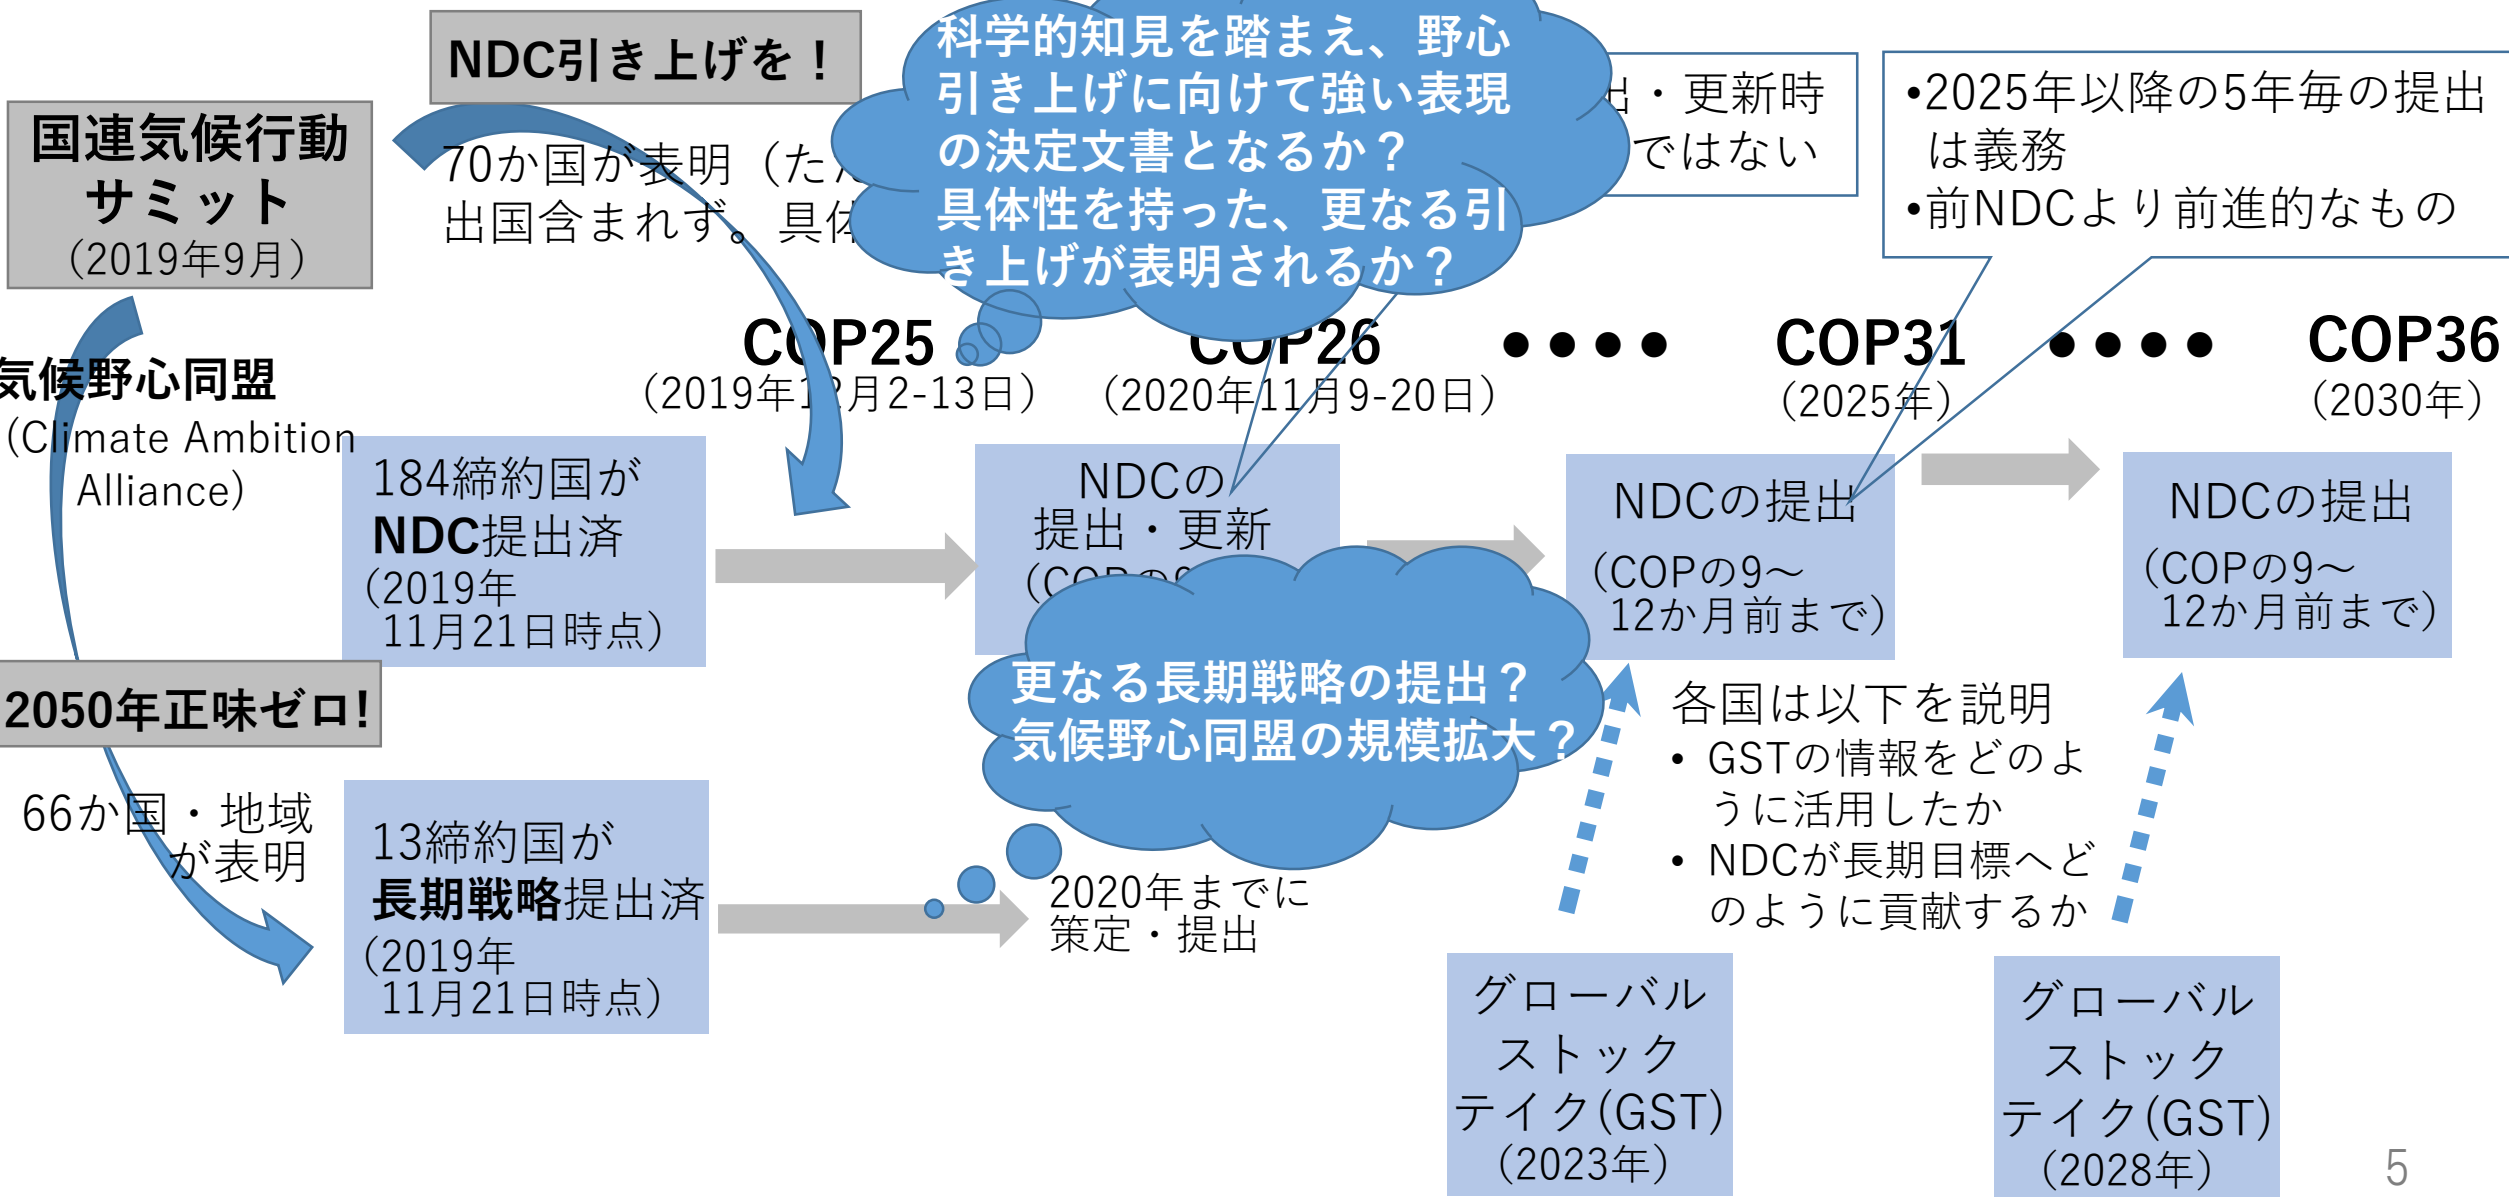 NDC引き上げを！
国連気候行動
サミット
（2019年9月）
70か国が表明（ただ
出国含まれず。具体
科学的知見を踏まえ、野心
引き上げに向けて強い表現
の決定文書となるか？
具体性を持った、更なる引
き上げが表明されるか？
出・更新時
ではない
•2025年以降の5年毎の提出
は義務
•前NDCより前進的なもの
気候野心同盟
（Climate Ambition
Alliance）
COP25
（2019年12月2-13日）
COP26
（2020年11月9-20日）
●●●●
COP31
（2025年）
●●●●
COP36
（2030年）
184締約国が
NDC提出済
（2019年
11月21日時点）
NDCの
提出・更新
（COPの9
NDCの提出
（COPの9～
12か月前まで）
NDCの提出
（COPの9～
12か月前まで）
2050年正味ゼロ！
66か国・地域
が表明
13締約国が
長期戦略提出済
（2019年
11月21日時点）
更なる長期戦略の提出？
気候野心同盟の規模拡大？
2020年までに
策定・提出
各国は以下を説明
• GSTの情報をどのよ
うに活用したか
• NDCが長期目標へど
のように貢献するか
グローバル
ストック
テイク(GST)
（2023年）
グローバル
ストック
テイク(GST)
（2028年）
5